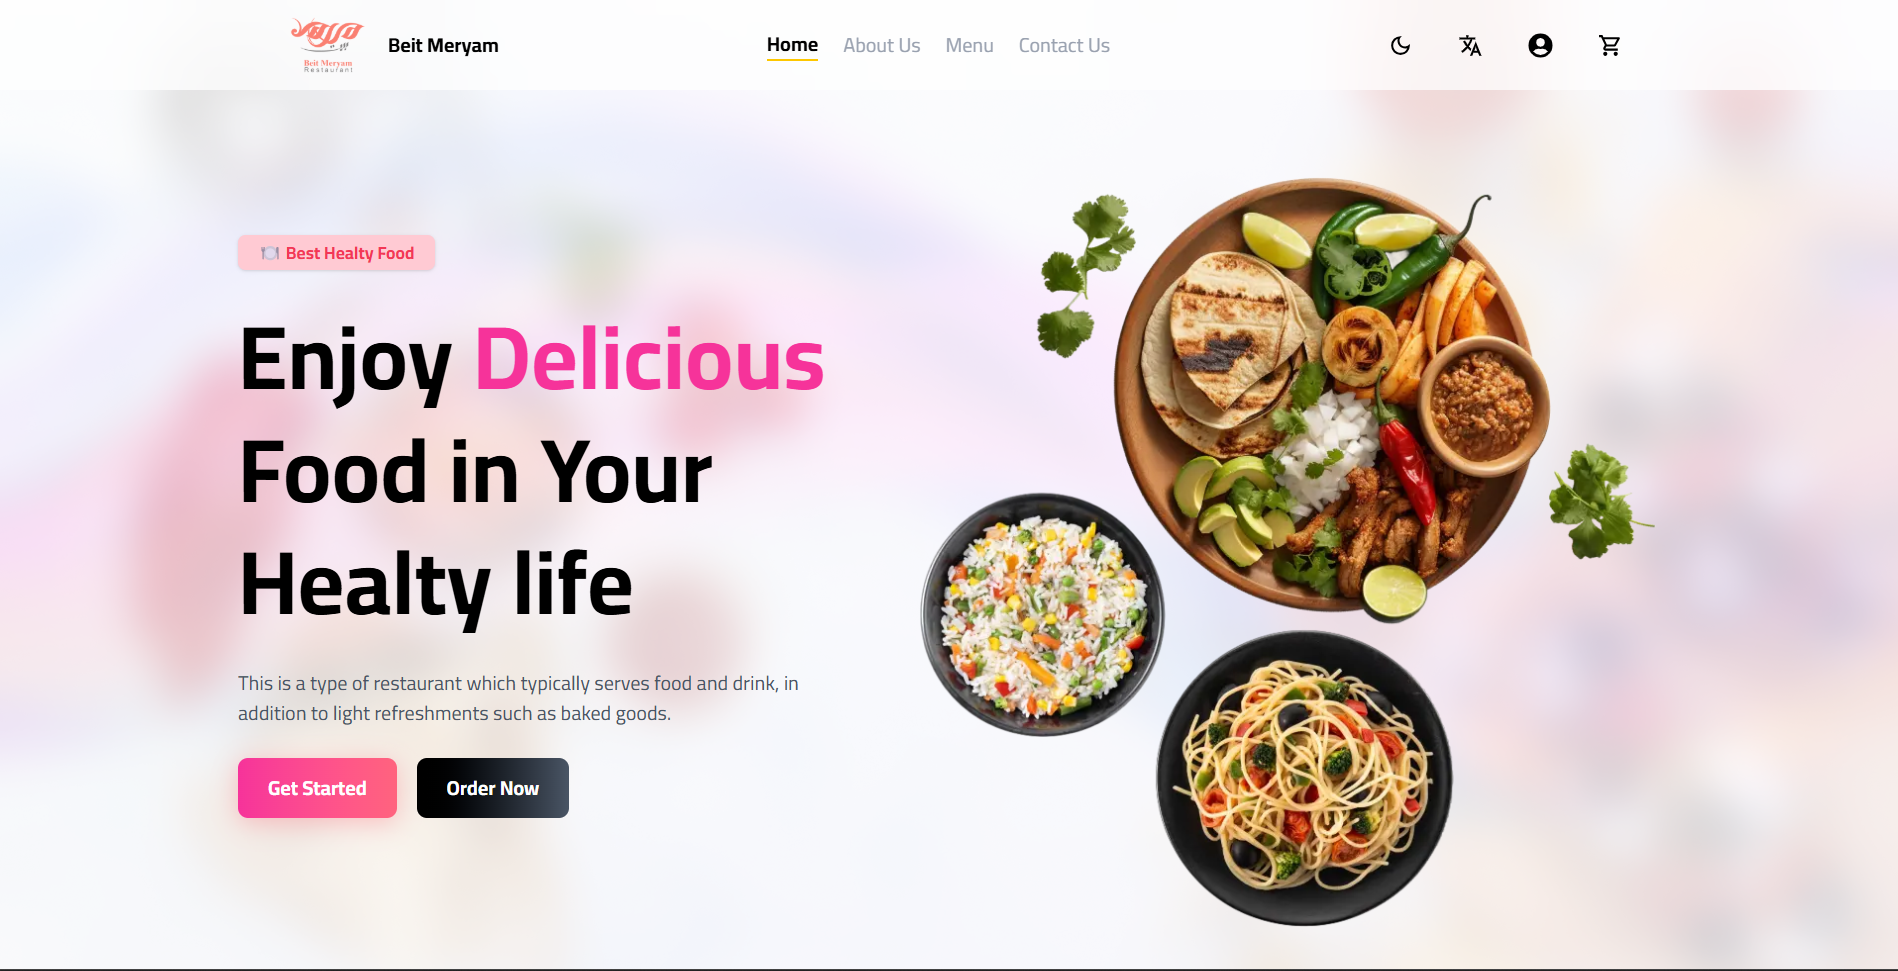 Beit Meryam
Restaurant
Beit Meryam
Home
About Us
Menu
Contact Us
Best Healty Food
Enjoy Delicious
Food in Your
Healty life
This is a type of restaurant which typically serves food and drink, in
addition to light refreshments such as baked goods.
Get Started
Order Now